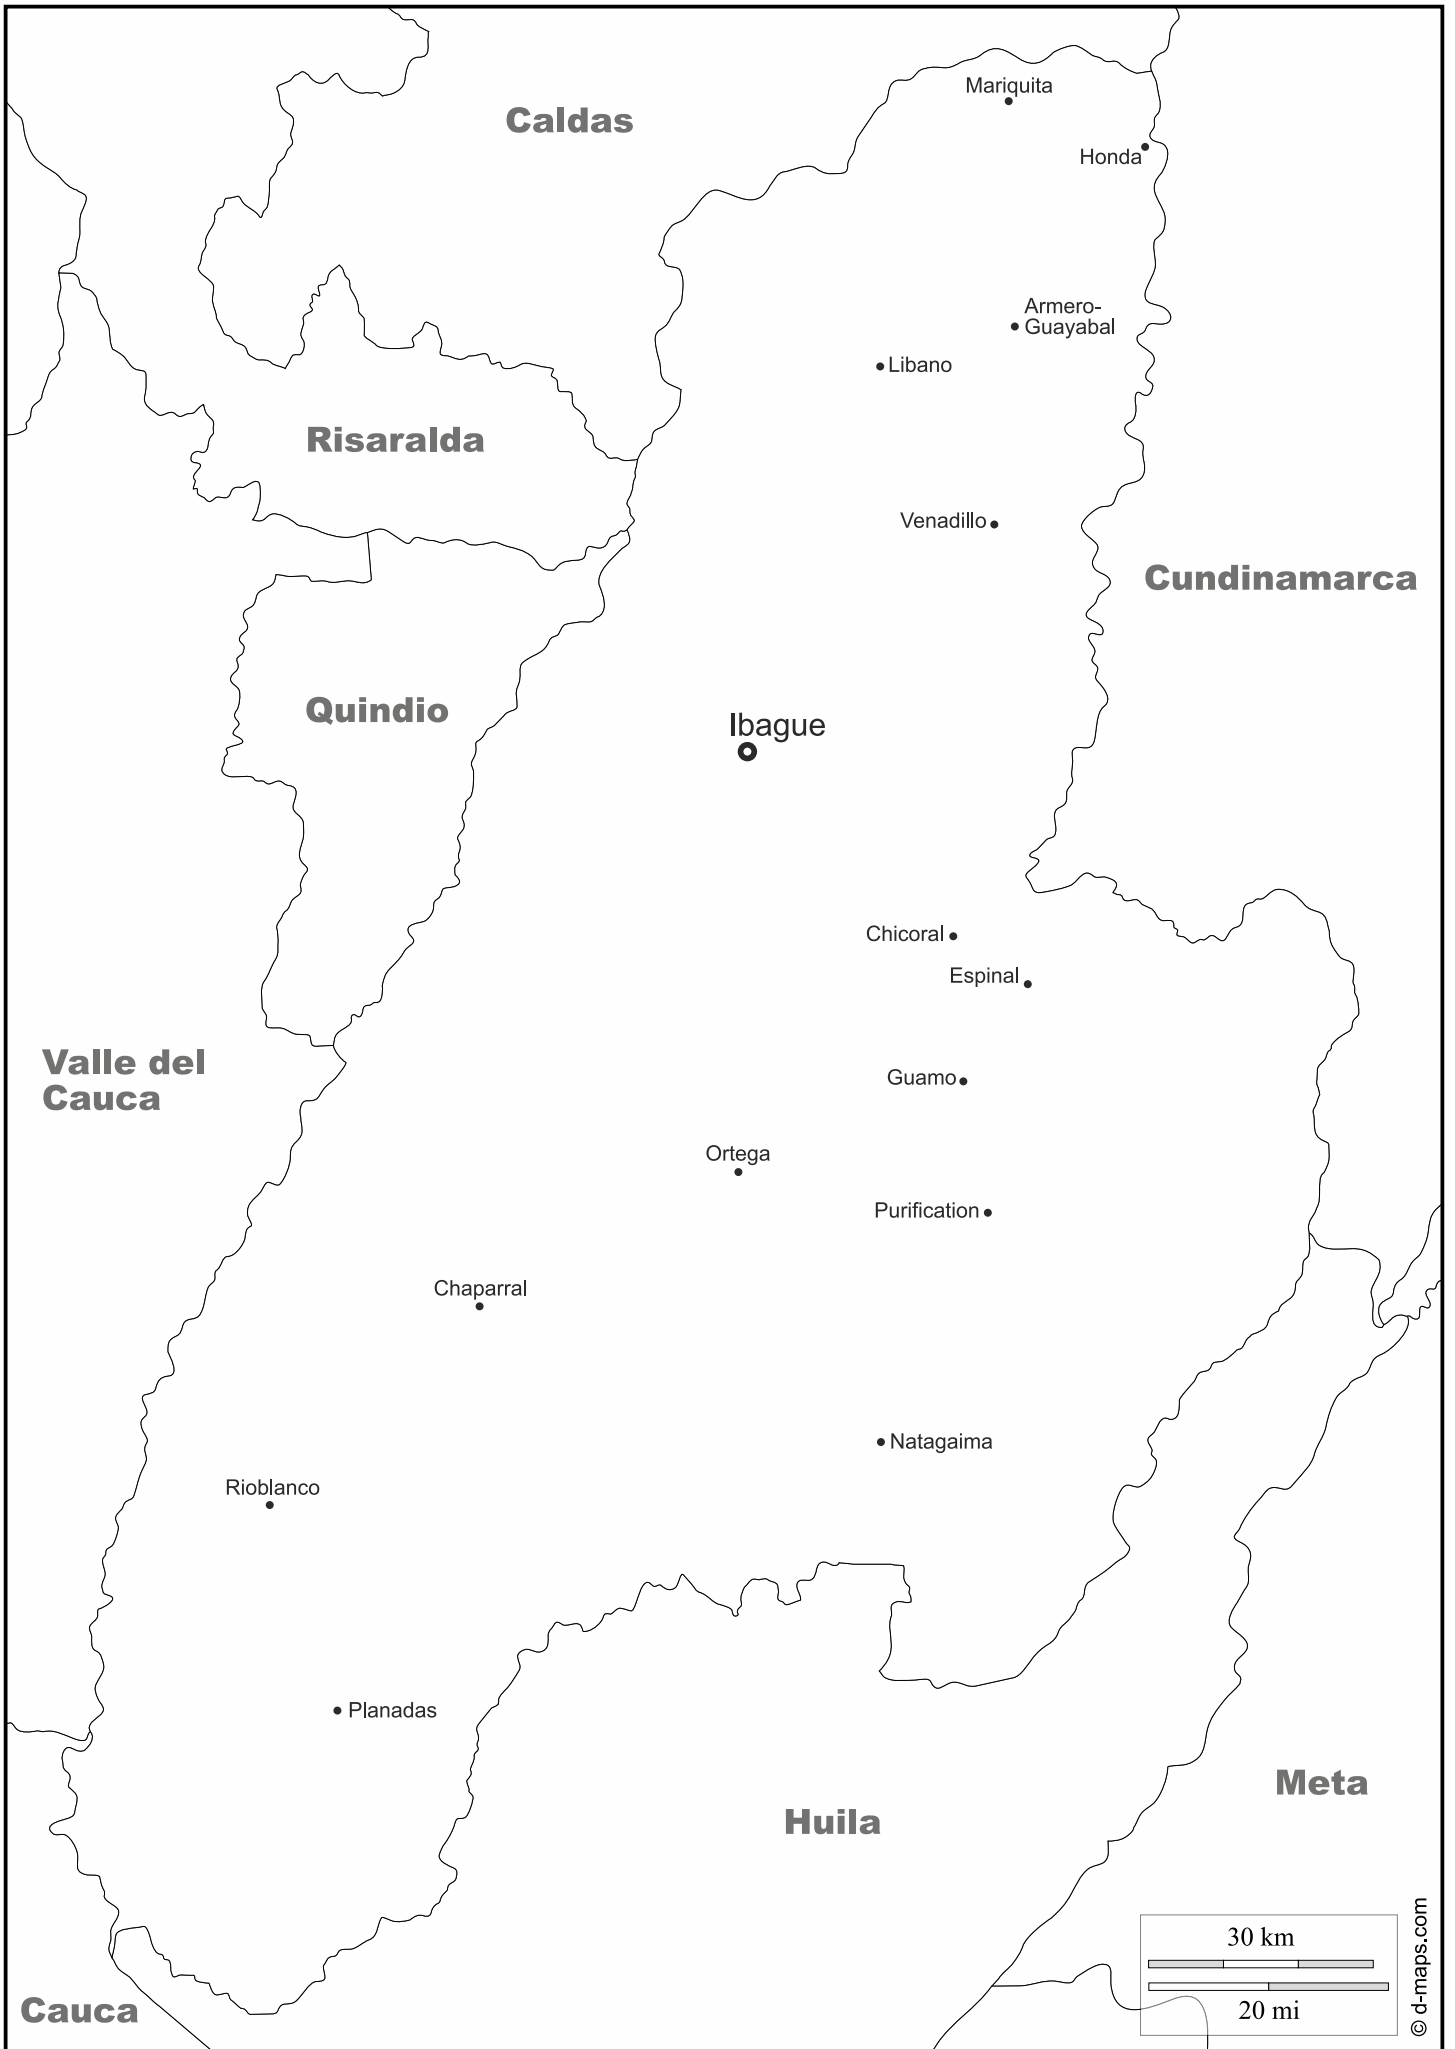 Mariquita
Caldas
Honda
Armero-
Guayabal
Libano
Risaralda
Venadillo
Cundinamarca
Quindio
Ibague
Chicoral
Espinal
Valle del
Cauca
Guamo
Ortega
Purification
Chaparral
Natagaima
Rioblanco
Planadas
Meta
Huila
30 km
20 mi
Cauca
© d-maps.com